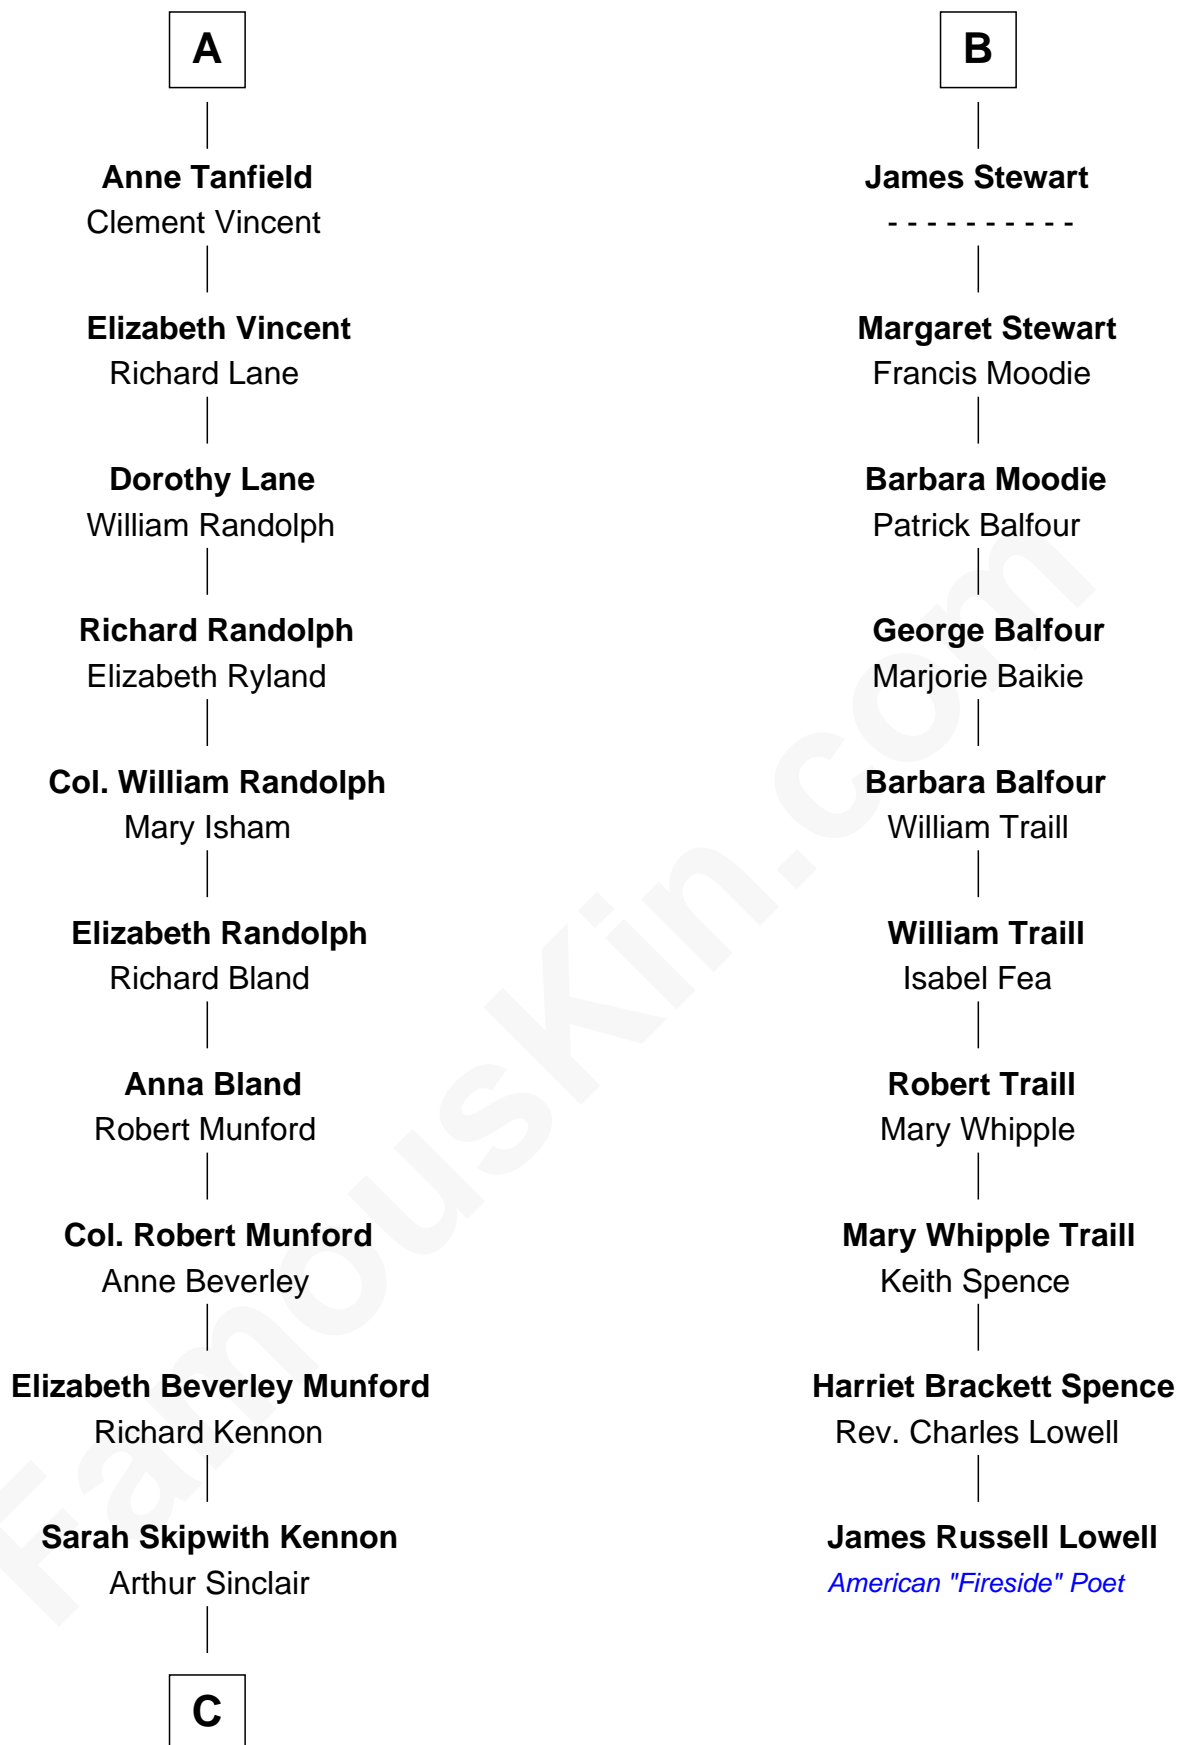 A
Anne Tanfield
Clement Vincent
Elizabeth Vincent
Richard Lane
Dorothy Lane
William Randolph
Richard Randolph
Elizabeth Ryland
Col. William Randolph
Mary Isham
Elizabeth Randolph
Richard Bland
Anna Bland
Robert Munford
Col. Robert Munford
Anne Beverley
Elizabeth Beverley Munford
Richard Kennon
Sarah Skipwith Kennon
Arthur Sinclair
C
B
James Stewart
- - - - - - - - - -
Margaret Stewart
Francis Moodie
Barbara Moodie
Patrick Balfour
George Balfour
Marjorie Baikie
Barbara Balfour
William Traill
William Traill
Isabel Fea
Robert Traill
Mary Whipple
Mary Whipple Traill
Keith Spence
Harriet Brackett Spence
Rev. Charles Lowell
James Russell Lowell
American "Fireside" Poet
FamousKin.com